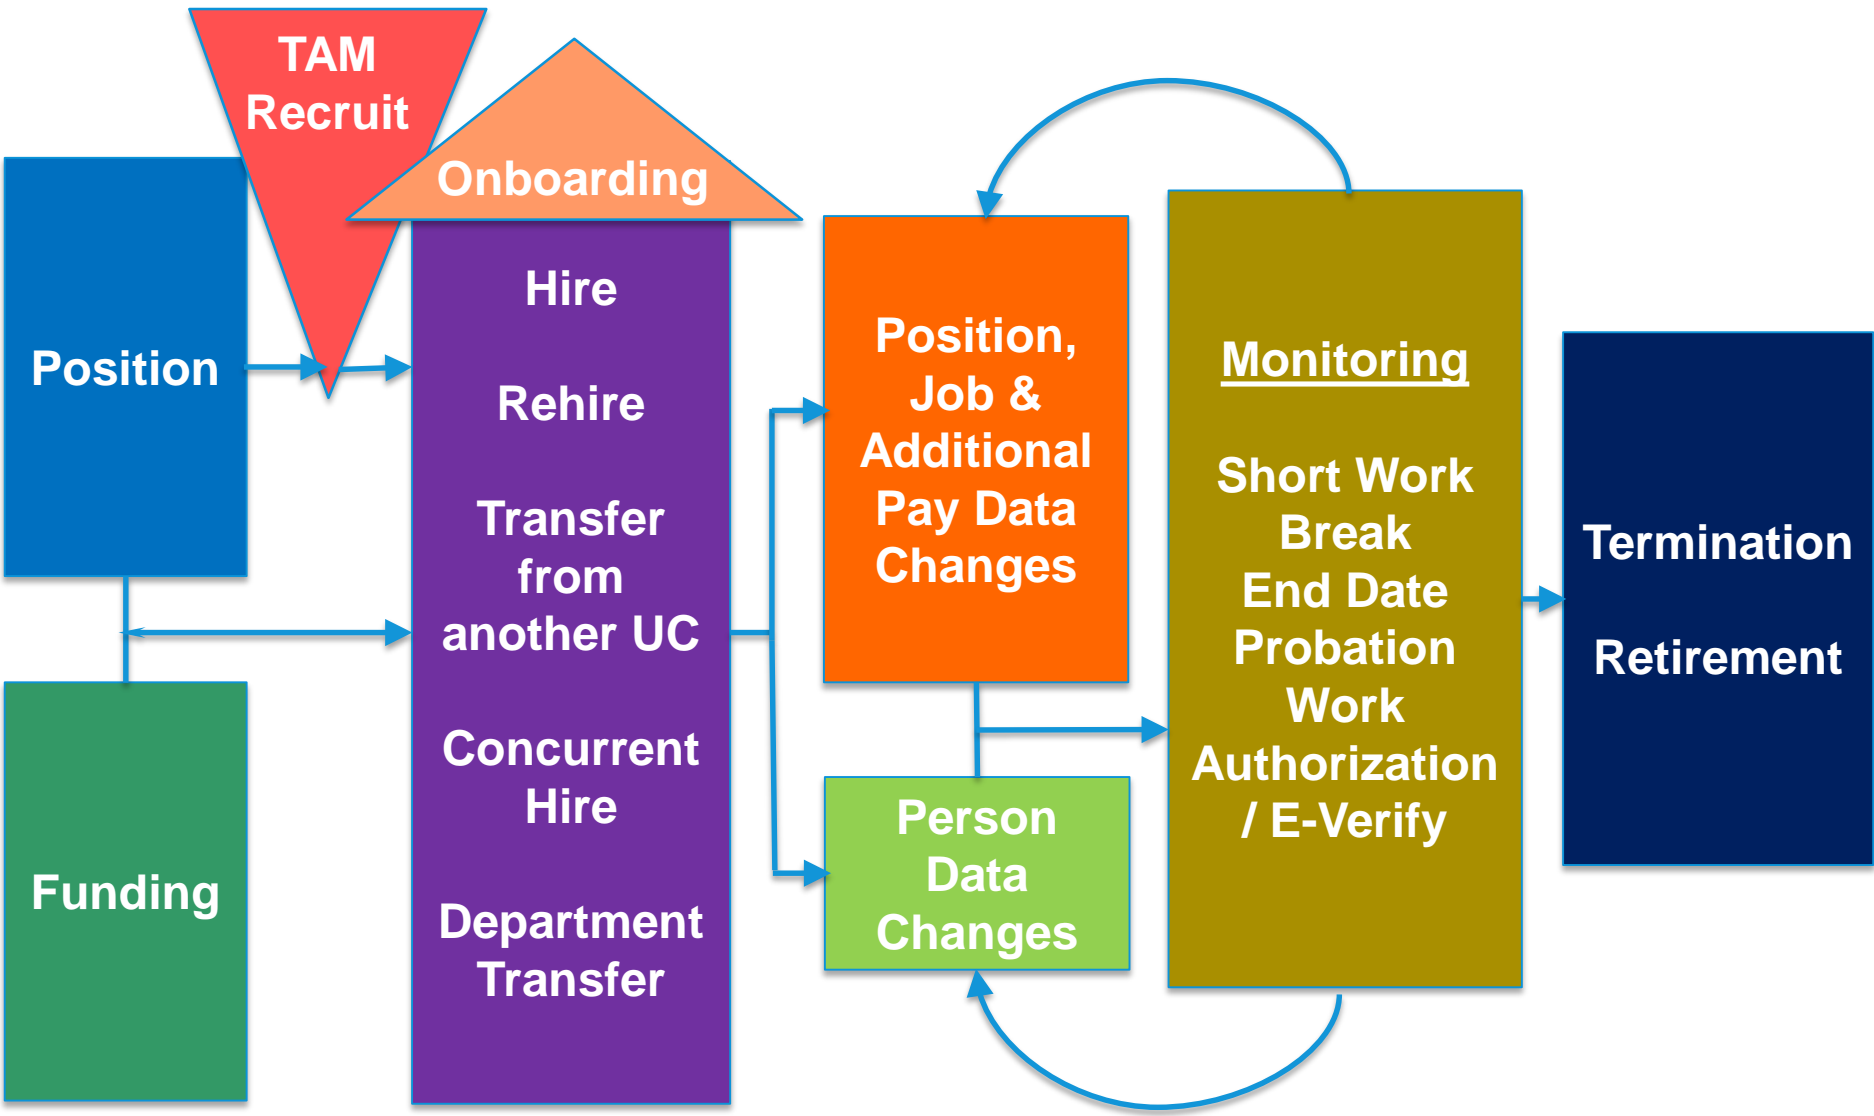 TAM
Recruit
Onboarding
Position
Funding
Hire
Rehire
Transfer
from
another UC
Concurrent
Hire
Department
Transfer
Position,
Job &
Additional
Pay Data
Changes
Person
Data
Changes
Monitoring
Short Work
Break
End Date
Probation
Work
Authorization
/ E-Verify
Termination
Retirement